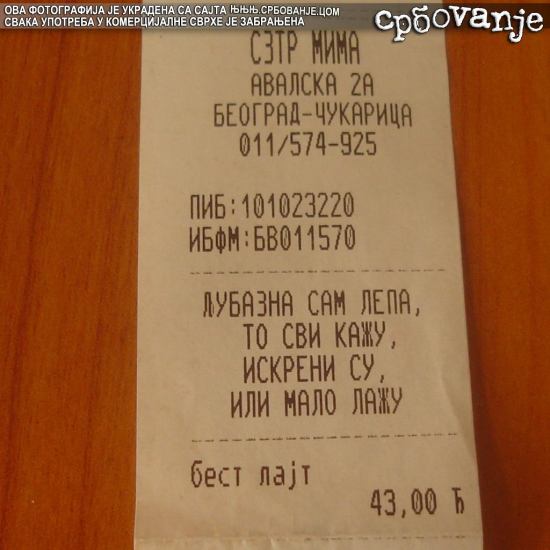 ОВА ФОТОГРАФИЈА ЈЕ УКРАДЕНА СА САЈТА ЊЊЊ.СРБОВАЊЕ.ЦОМ
СВАКА УПОТРЕБА У КОМЕРЦИЈАЛНЕ СВРХЕ ЈЕ ЗАБРАЊЕНА
србоvanje
СЗТР МИМА
АВАЛСКА 2А
БЕОГРАД-ЧУКАРИЦА
011/574-925
ПИБ:101023220
ИБФМ:БВ011570
ЉУБАЗНА САМ ЛЕПА,
ТО СВИ КАЖУ,
ИСКРЕНИ СУ,
ИЛИ МАЛО ЛАЖУ
бест лајт
43,00 Ђ